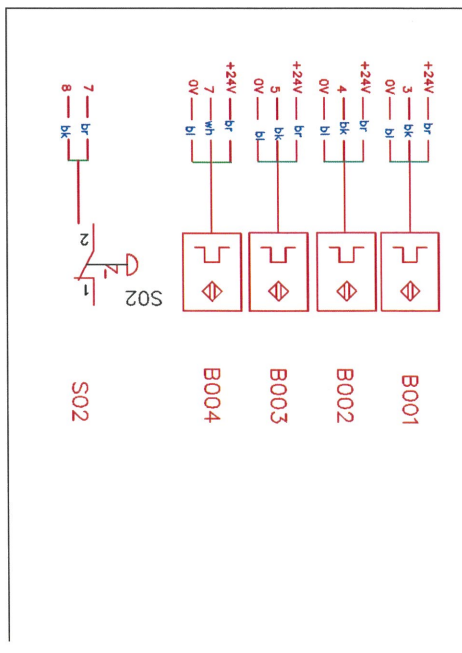 +24V br
3 bk B001
0V bl
+24V br
4 bk B002
0V bl
+24V br
5 bk B003
0V bl
+24V br
7 wh B004
0V bl
S02
7 br 2 1 S02
8 bk